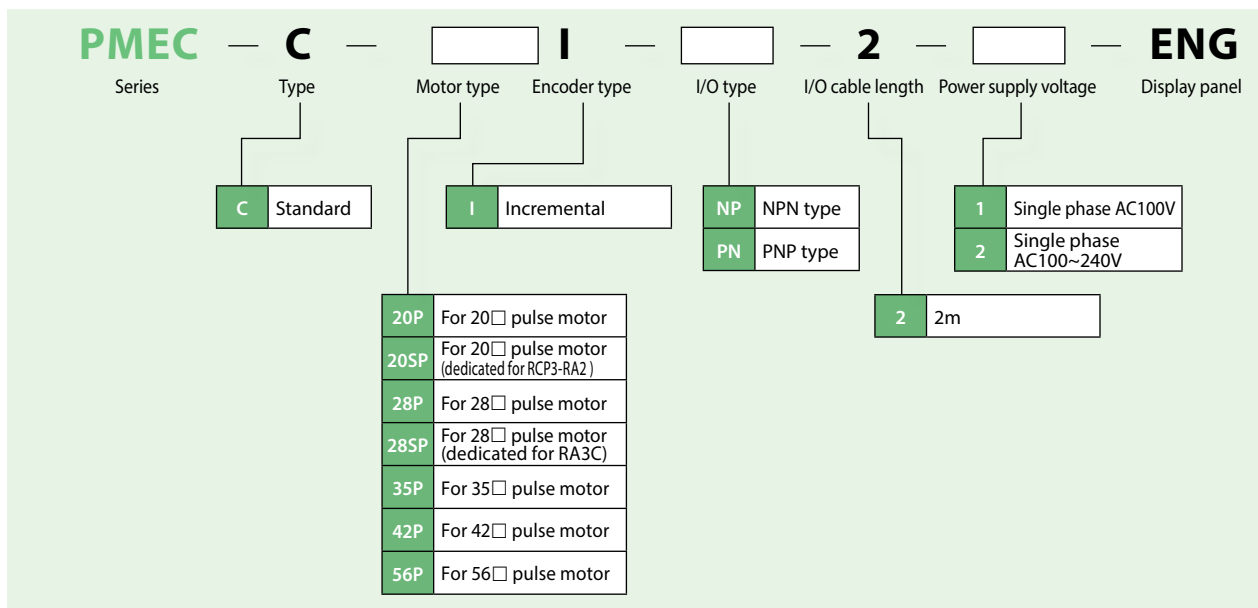 PMEC — C — □ I — □ — 2 — □ — ENG
Series Type Motor type Encoder type I/O type I/O cable length Power supply voltage Display panel
C Standard
I Incremental
NP NPN type
PN PNP type
1 Single phase AC100V
2 Single phase
AC100~240V
2 2m
20P For 20□ pulse motor
20SP For 20□ pulse motor
(dedicated for RCP3-RA2 )
28P For 28□ pulse motor
28SP For 28□ pulse motor
(dedicated for RA3C)
35P For 35□ pulse motor
42P For 42□ pulse motor
56P For 56□ pulse motor